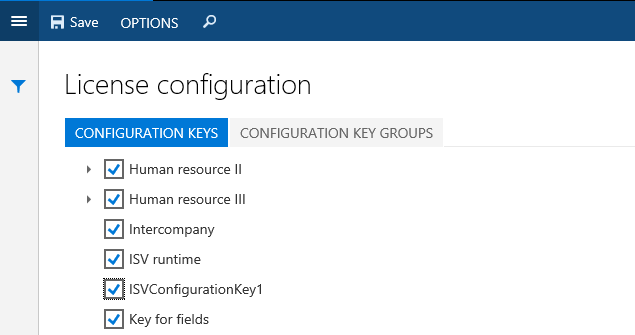 Save OPTIONS
License configuration
CONFIGURATION KEYS CONFIGURATION KEY GROUPS
Human resource II
Human resource III
Intercompany
ISV runtime
ISVConfigurationKey1
Key for fields